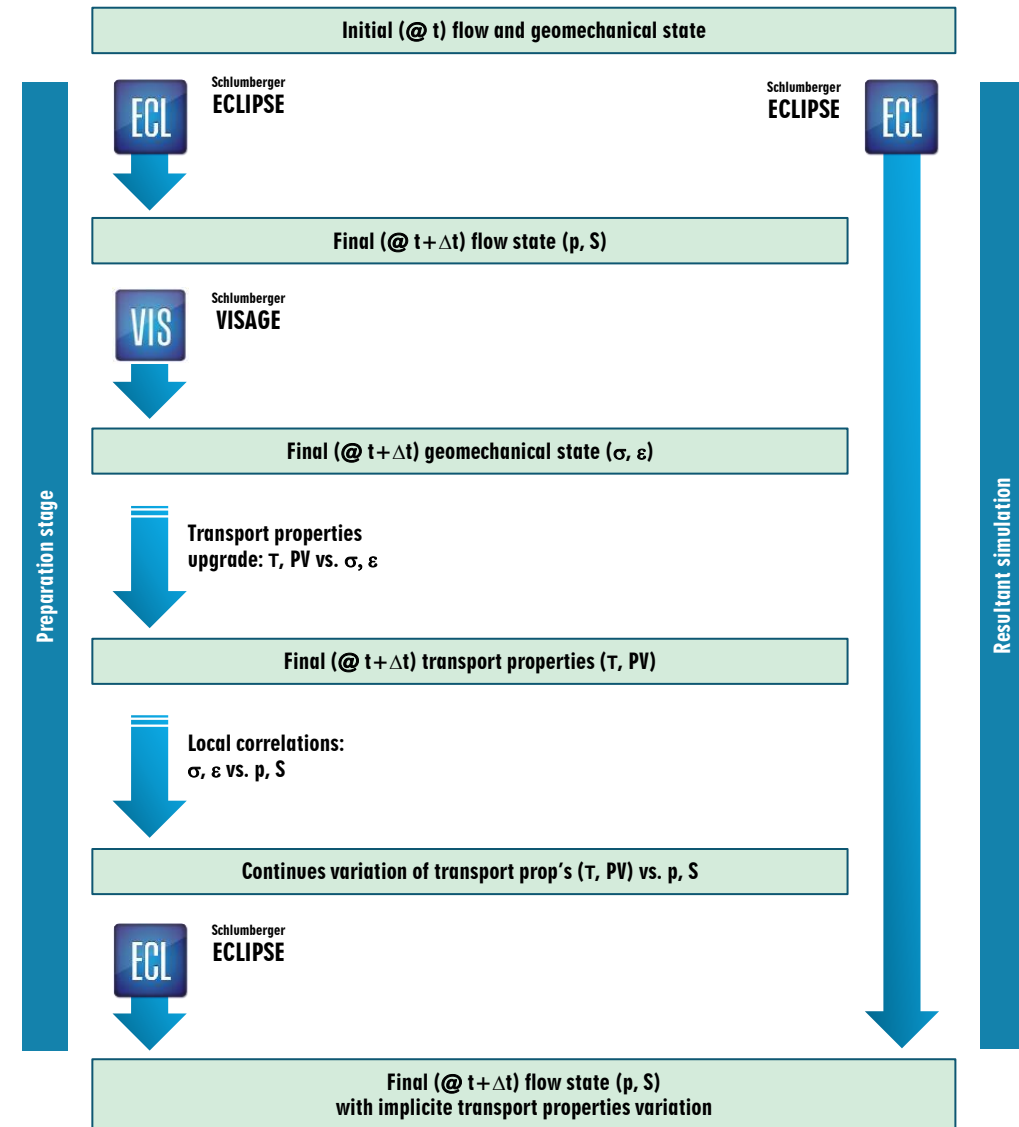 Initial (@ t) flow and geomechanical state
ECL
Schlumberger
ECLIPSE
Schlumberger
ECLIPSE
ECL
Final (@ t+Δt) flow state (p, S)
VIS
Schlumberger
VISAGE
Final (@ t+Δt) geomechanical state (σ, ε)
Preparation stage
Resultant simulation
Transport properties
upgrade: T, PV vs. σ, ε
Final (@ t+Δt) transport properties (T, PV)
Local correlations:
σ, ε vs. p, S
Continues variation of transport prop's (T, PV) vs. p, S
ECL
Schlumberger
ECLIPSE
Final (@ t+Δt) flow state (p, S)
with implicite transport properties variation